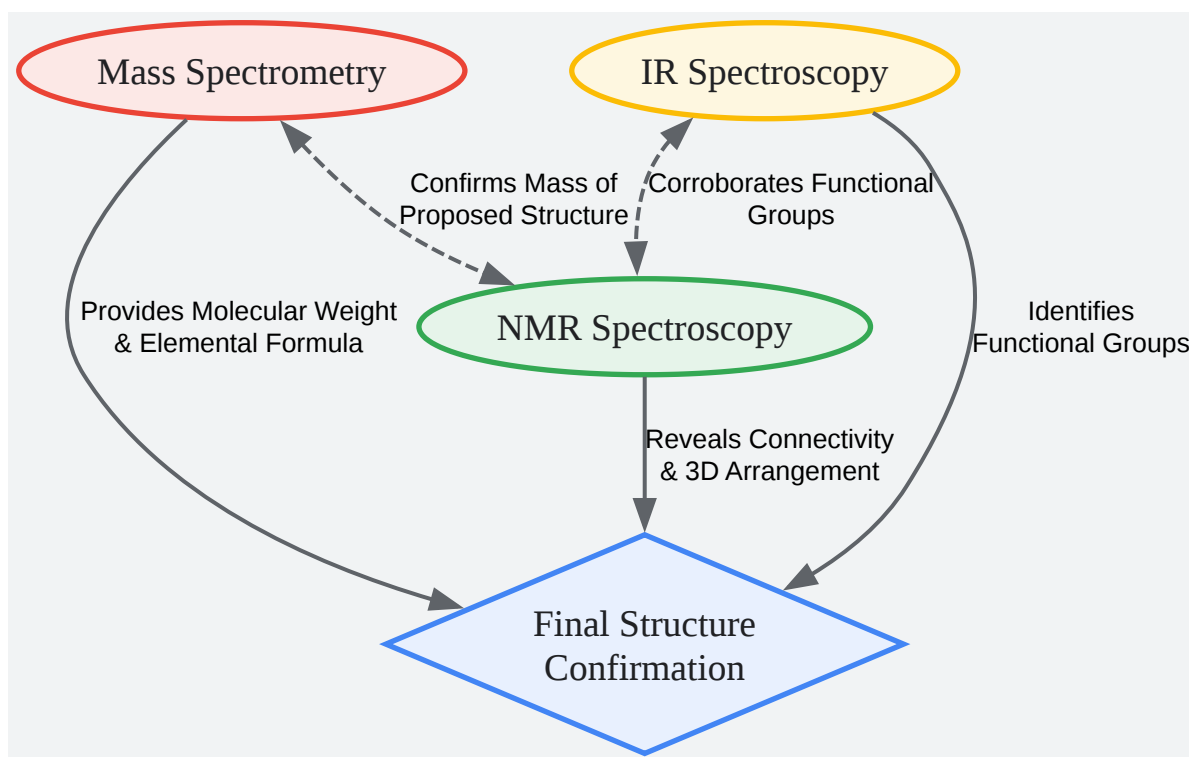 Mass Spectrometry
IR Spectroscopy
Confirms Mass of
Proposed Structure
Corroborates Functional
Groups
Provides Molecular Weight
& Elemental Formula
NMR Spectroscopy
Identifies
Functional Groups
Reveals Connectivity
& 3D Arrangement
Final Structure
Confirmation